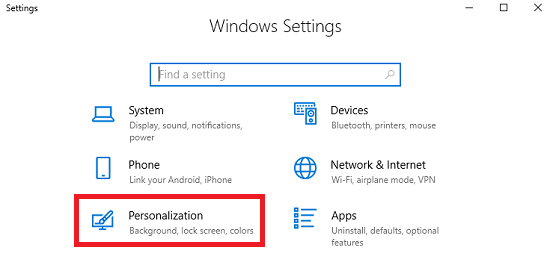 Settings
Windows Settings
Find a setting
System
Display, sound, notifications,
power
Devices
Bluetooth, printers, mouse
Phone
Link your Android, iPhone
Network & Internet
Wi-Fi, airplane mode, VPN
Personalization
Background, lock screen, colors
Apps
Uninstall, defaults, optional
features